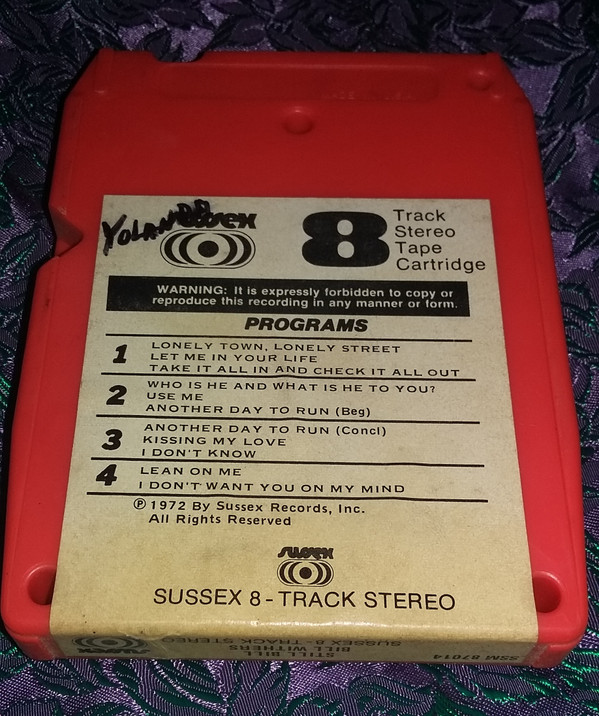 YOLANDA
sussex
8 Track
Stereo
Tape
Cartridge
WARNING: It is expressly forbidden to copy or
reproduce this recording in any manner or form.
PROGRAMS
1 LONELY TOWN, LONELY STREET
LET ME IN YOUR LIFE
TAKE IT ALL IN AND CHECK IT ALL OUT
2 WHO IS HE AND WHAT IS HE TO YOU?
USE ME
ANOTHER DAY TO RUN (Beg)
3 ANOTHER DAY TO RUN (Concl)
KISSING MY LOVE
I DON'T KNOW
4 LEAN ON ME
I DON'T WANT YOU ON MY MIND
℗ 1972 By Sussex Records, Inc.
All Rights Reserved
sussex
SUSSEX 8-TRACK STEREO
sussex
STILL BILL
BILL WITHERS
SUSSEX TRACK STEREO
SSM 87014